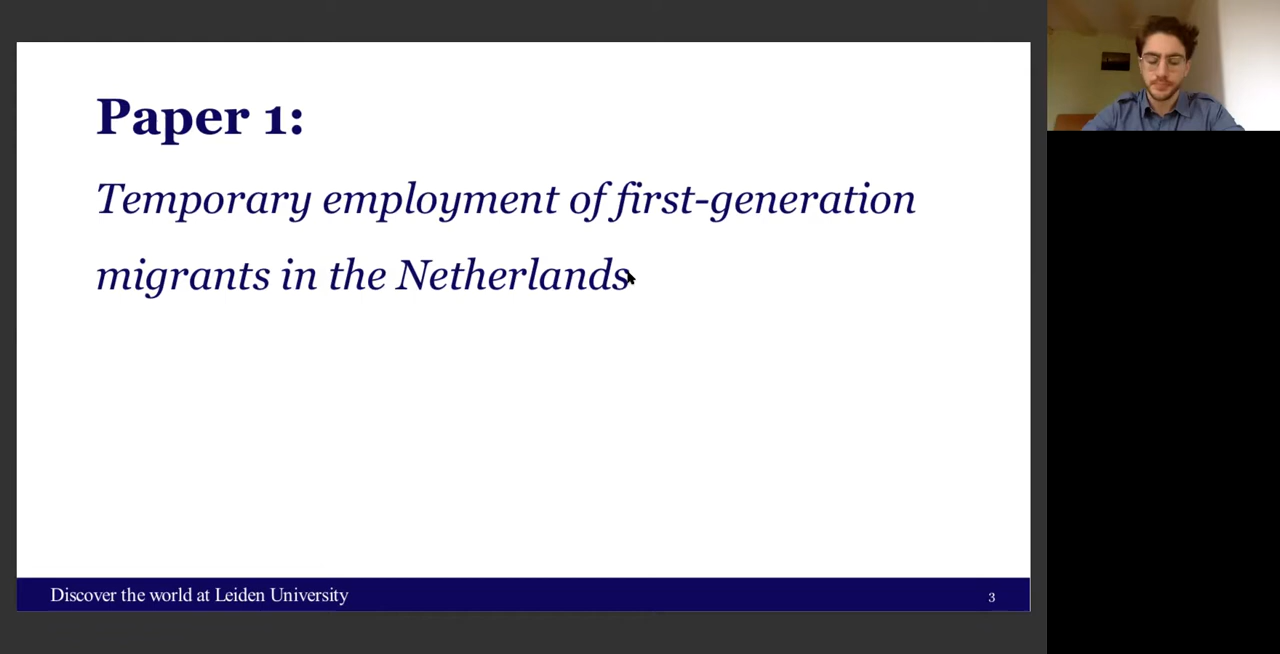 Paper 1:
Temporary employment of first-generation
migrants in the Netherlands
Discover the world at Leiden University
3